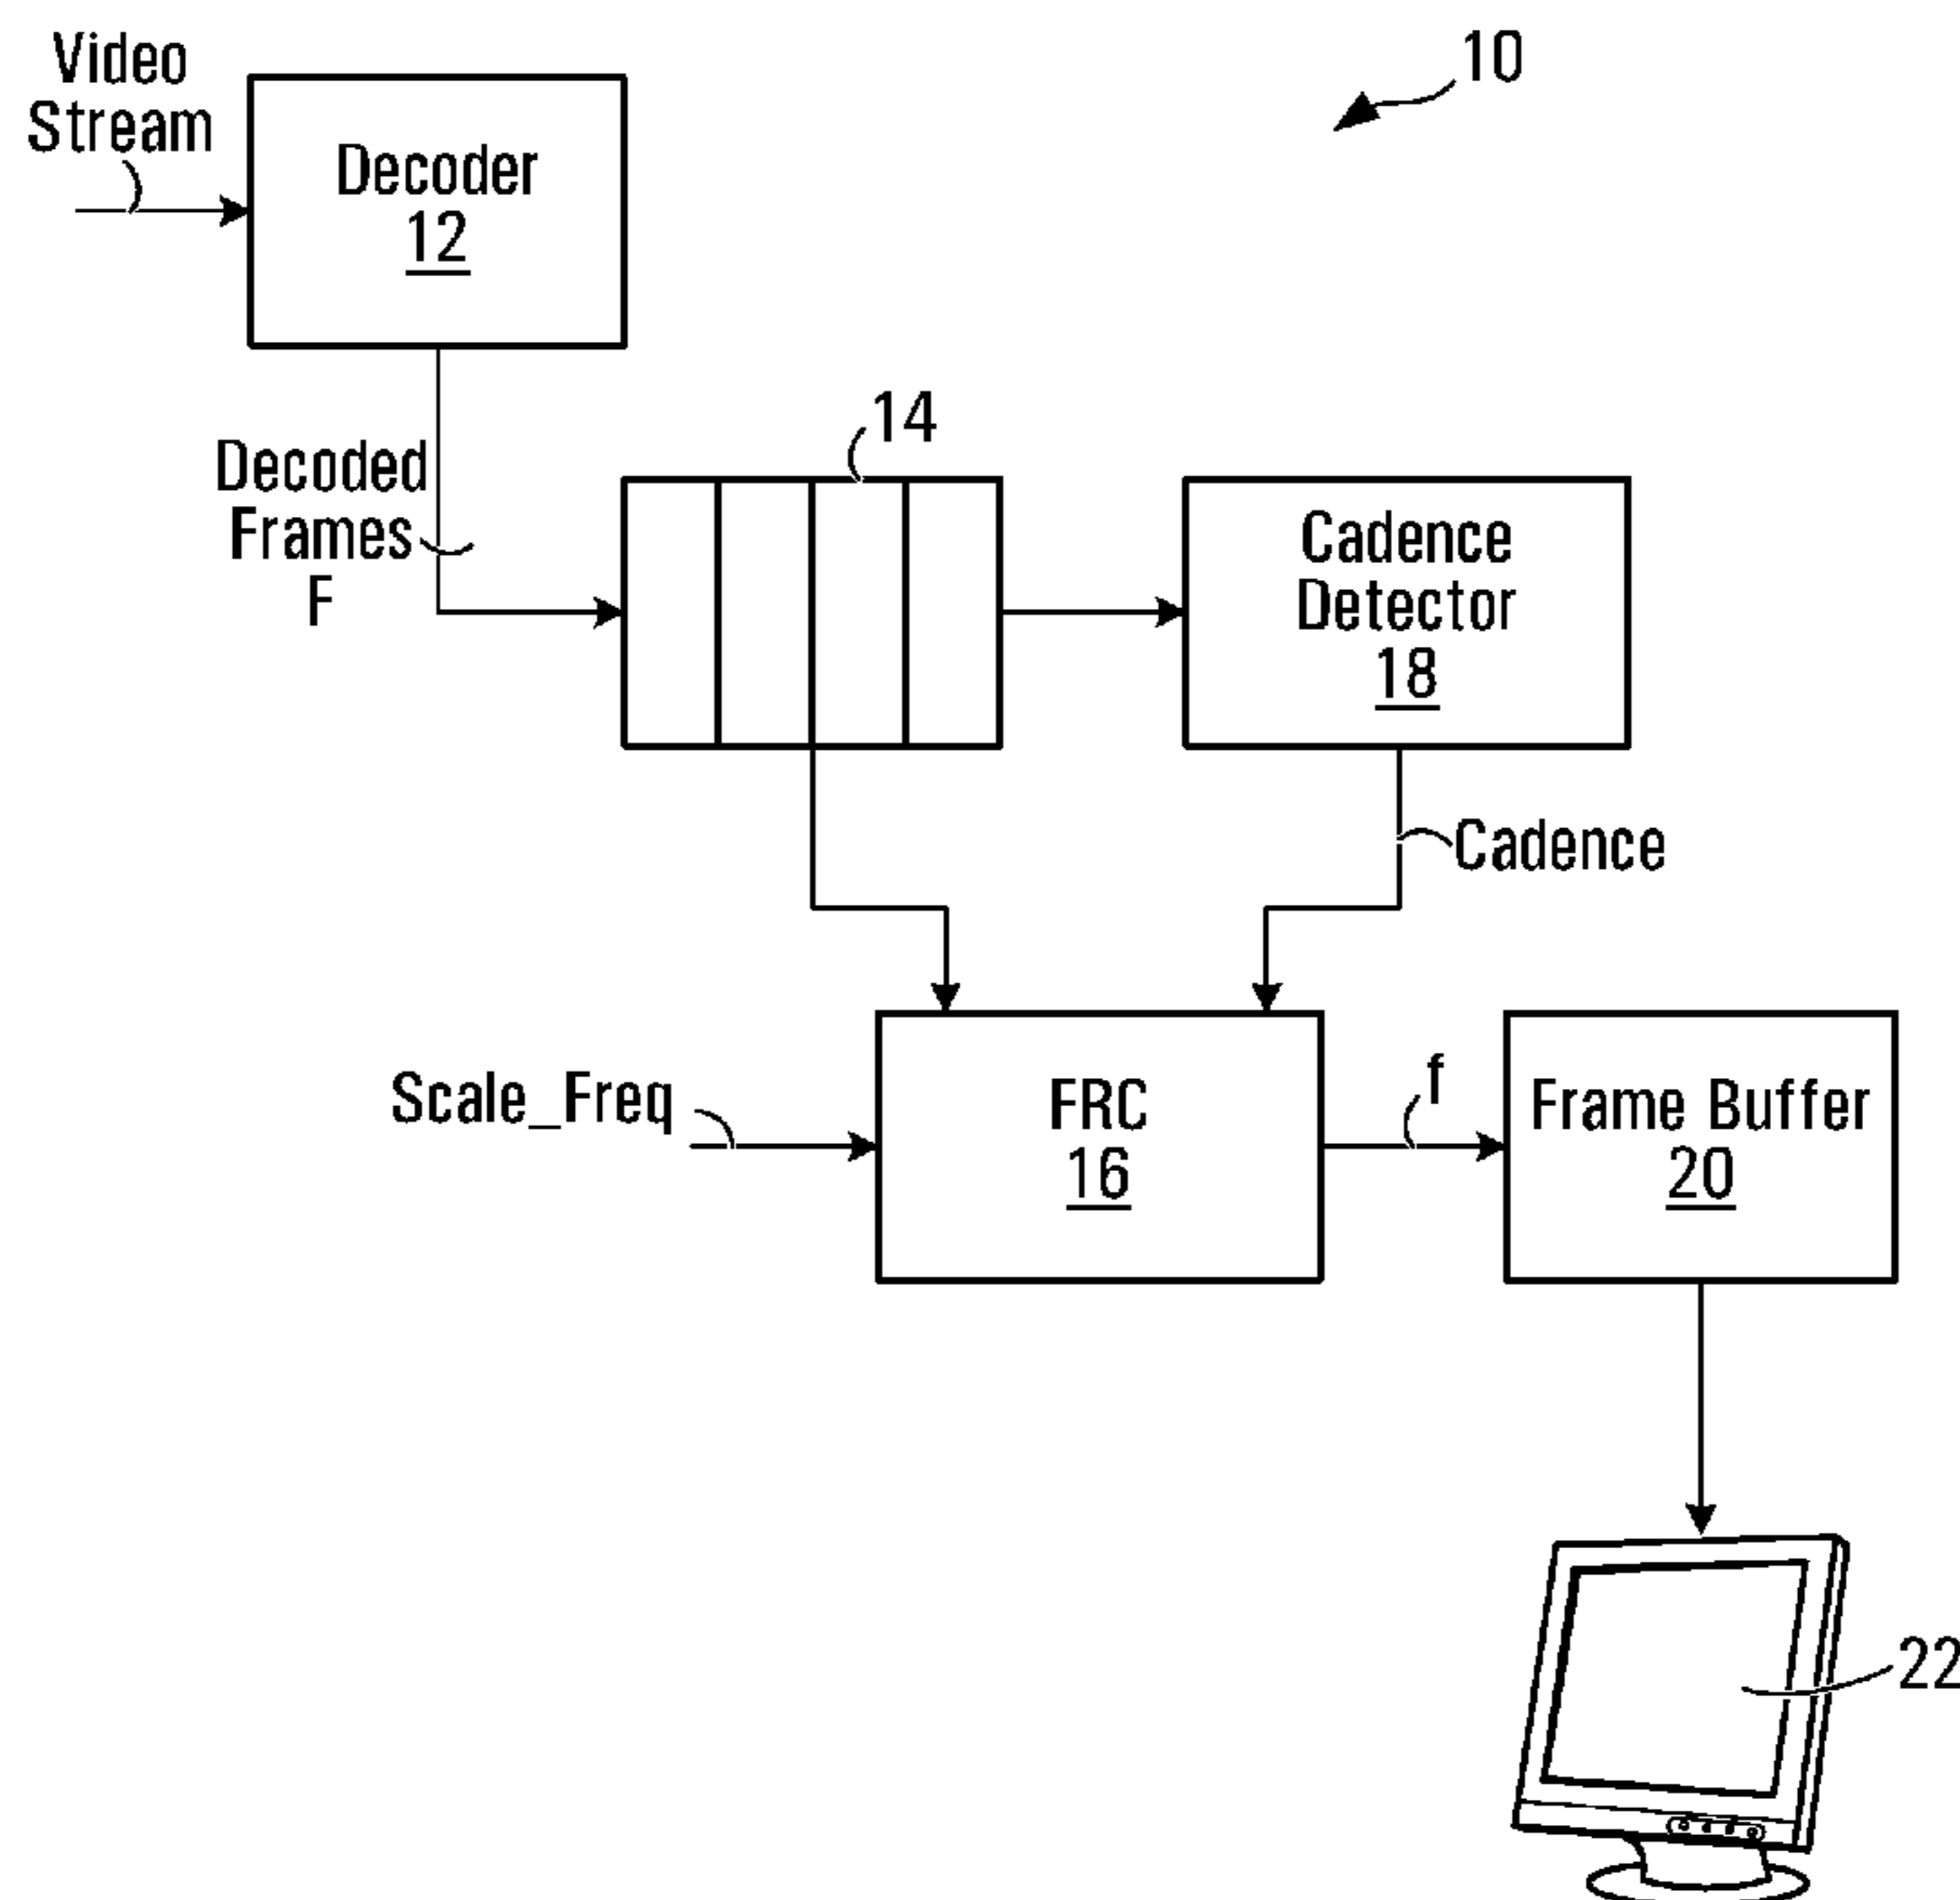 Video
Stream
Decoder
12
10
Decoded
Frames
F
14
Cadence
Detector
18
Cadence
Scale_Freq
FRC
16
f
Frame Buffer
20
22